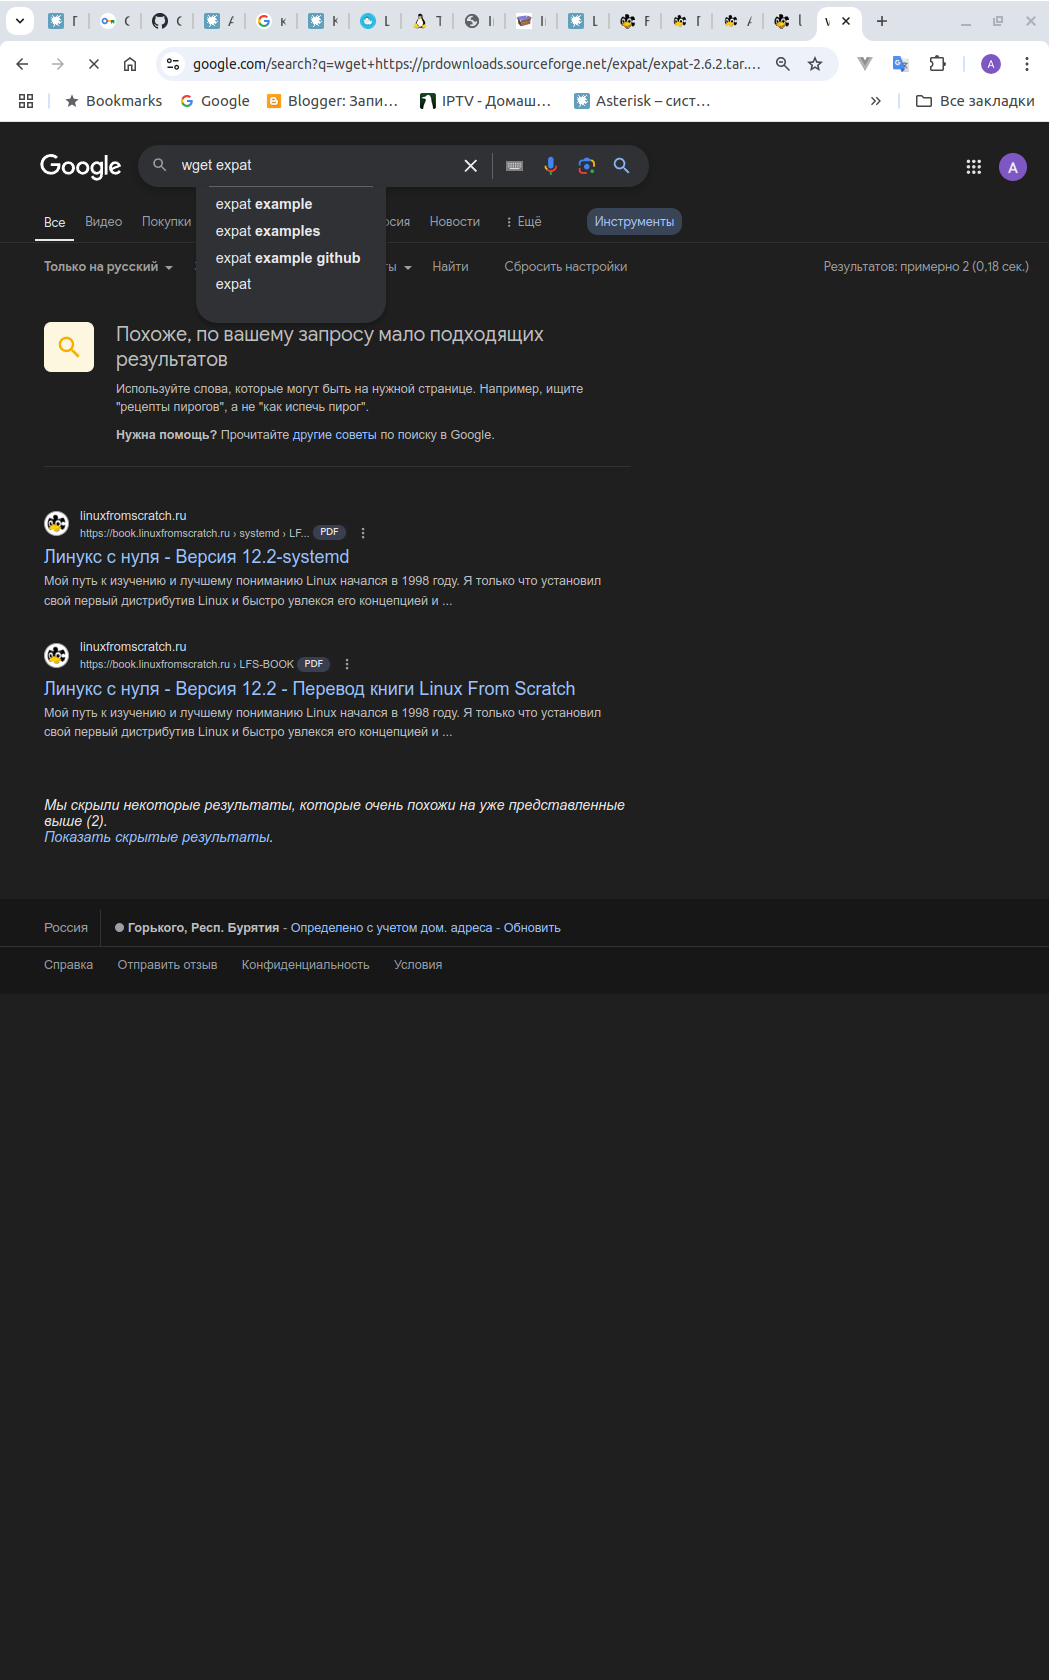 google.com/search?q=wget+https://prdownloads.sourceforge.net/expat/expat-2.6.2.tar....
A
Bookmarks
Google
Blogger: Запи...
IPTV - Домаш...
Asterisk – сист...
Все закладки
Google
wget expat
A
expat example
expat examples
expat example github
expat
Все
Видео
Покупки
Новости
Ещё
Инструменты
Только на русский
Найти
Сбросить настройки
Результатов: примерно 2 (0,18 сек.)
Похоже, по вашему запросу мало подходящих
результатов
Используйте слова, которые могут быть на нужной странице. Например, ищите
"рецепты пирогов", а не "как испечь пирог".
Нужна помощь? Прочитайте другие советы по поиску в Google.
linuxfromscratch.ru
https://book.linuxfromscratch.ru › systemd › LF... PDF
Линукс с нуля - Версия 12.2-systemd
Мой путь к изучению и лучшему пониманию Linux начался в 1998 году. Я только что установил
свой первый дистрибутив Linux и быстро увлекся его концепцией и ...
linuxfromscratch.ru
https://book.linuxfromscratch.ru › LFS-BOOK PDF
Линукс с нуля - Версия 12.2 - Перевод книги Linux From Scratch
Мой путь к изучению и лучшему пониманию Linux начался в 1998 году. Я только что установил
свой первый дистрибутив Linux и быстро увлекся его концепцией и ...
Мы скрыли некоторые результаты, которые очень похожи на уже представленные
выше (2).
Показать скрытые результаты.
Россия
Горького, Респ. Бурятия - Определено с учетом дом. адреса - Обновить
Справка
Отправить отзыв
Конфиденциальность
Условия